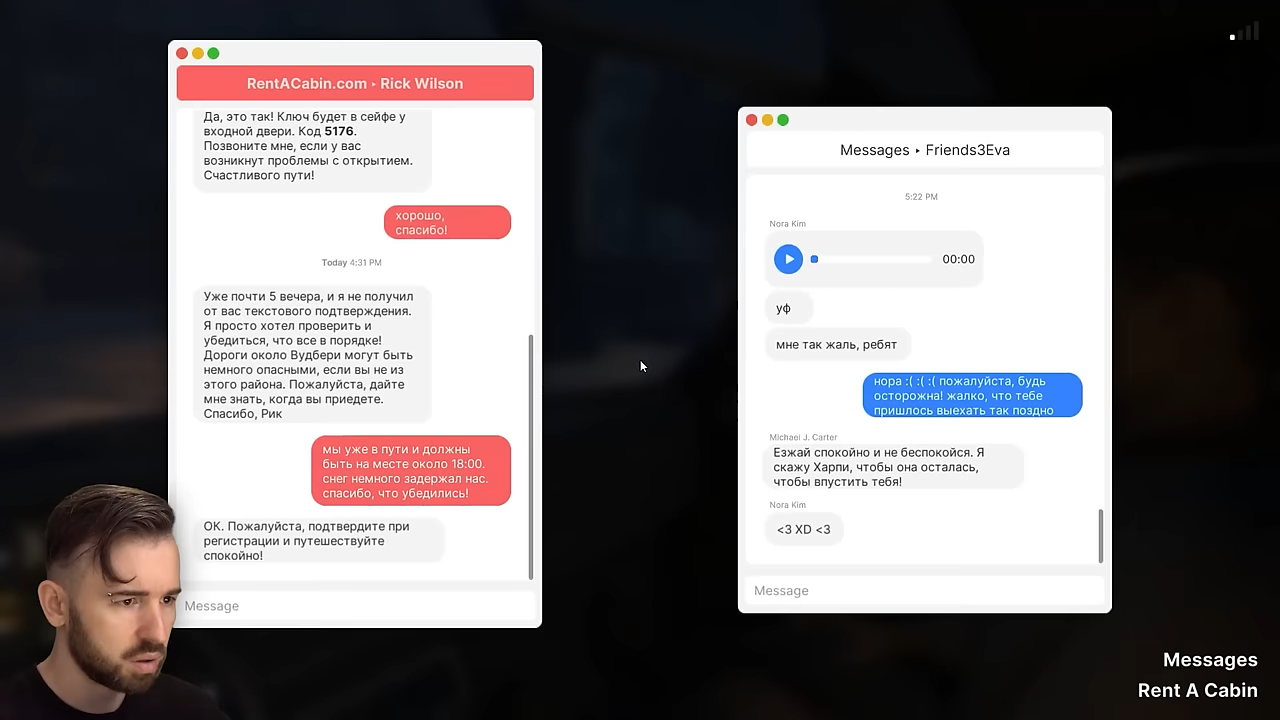 RentACabin.com ‣ Rick Wilson
Да, это так! Ключ будет в сейфе у
входной двери. Код 5176.
Позвоните мне, если у вас
возникнут проблемы с открытием.
Счастливого пути!
хорошо,
спасибо!
Today 4:31 PM
Уже почти 5 вечера, и я не получил
от вас текстового подтверждения.
Я просто хотел проверить и
убедиться, что все в порядке!
Дороги около Вудбери могут быть
немного опасными, если вы не из
этого района. Пожалуйста, дайте
мне знать, когда вы приедете.
Спасибо, Рик
мы уже в пути и должны
быть на месте около 18:00.
снег немного задержал нас.
спасибо, что убедились!
ОК. Пожалуйста, подтвердите при
регистрации и путешествуйте
спокойно!
Message
Messages ‣ Friends3Eva
5:22 PM
Nora Kim
00:00
уф
мне так жаль, ребят
нора :( :( :( пожалуйста, будь
осторожна! жалко, что тебе
пришлось выехать так поздно
Michael J. Carter
Езжай спокойно и не беспокойся. Я
скажу Харпи, чтобы она осталась,
чтобы впустить тебя!
Nora Kim
<3 XD <3
Message
Messages
Rent A Cabin